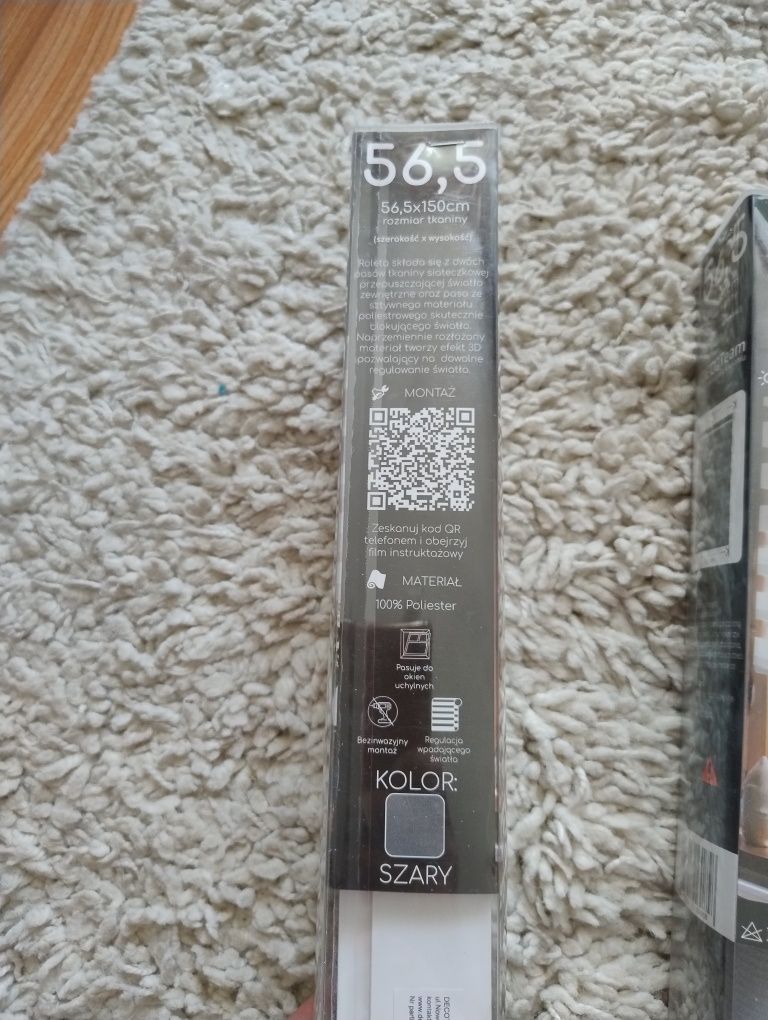 56,5
56,5x150cm
rozmiar tkaniny
(szerokość x wysokość)
Roleta składa się z dwóch
pasów tkaniny siateczkowej
przepuszczającej światło
zewnętrzne oraz pasa ze
sztywnego materiału
poliestrowego skutecznie
blokującego światło.
Naprzemiennie rozłożony
materiał tworzy efekt 3D
pozwalający na dowolne
regulowanie światła.
MONTAŻ
Zeskanuj kod QR
telefonem i obejrzyj
film instruktażowy
MATERIAŁ
100% Poliester
Pasuje do
okien
uchylnych
Bezinwazyjny
montaż
Regulacja
wpadającego
światła
KOLOR:
SZARY
Team